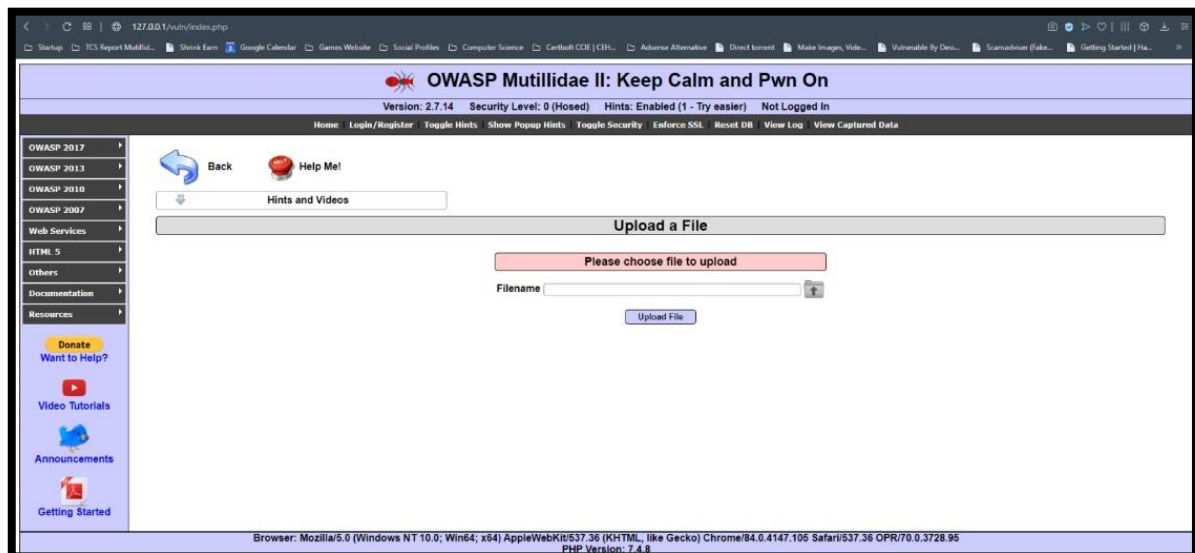 127.0.0.1/vuln/index.php
Startup TCS Report Mutillid... Shrink Earn Google Calendar Games Website Social Profiles Computer Science Certbolt CCIE | CEH... Adsense Alternative Direct torrent Make Images, Vide... Vulnerable By Desi... Scamadviser (Fake... Getting Started | Ha... »
OWASP Mutillidae II: Keep Calm and Pwn On
Version: 2.7.14 Security Level: 0 (Hosed) Hints: Enabled (1 - Try easier) Not Logged In
Home | Login/Register | Toggle Hints | Show Popup Hints | Toggle Security | Enforce SSL | Reset DB | View Log | View Captured Data
OWASP 2017
OWASP 2013
OWASP 2010
OWASP 2007
Web Services
HTML 5
Others
Documentation
Resources
Donate
Want to Help?
Video Tutorials
Announcements
Getting Started
Back Help Me!
Hints and Videos
Upload a File
Please choose file to upload
Filename
Upload File
Browser: Mozilla/5.0 (Windows NT 10.0; Win64; x64) AppleWebKit/537.36 (KHTML, like Gecko) Chrome/84.0.4147.105 Safari/537.36 OPR/70.0.3728.95
PHP Version: 7.4.8